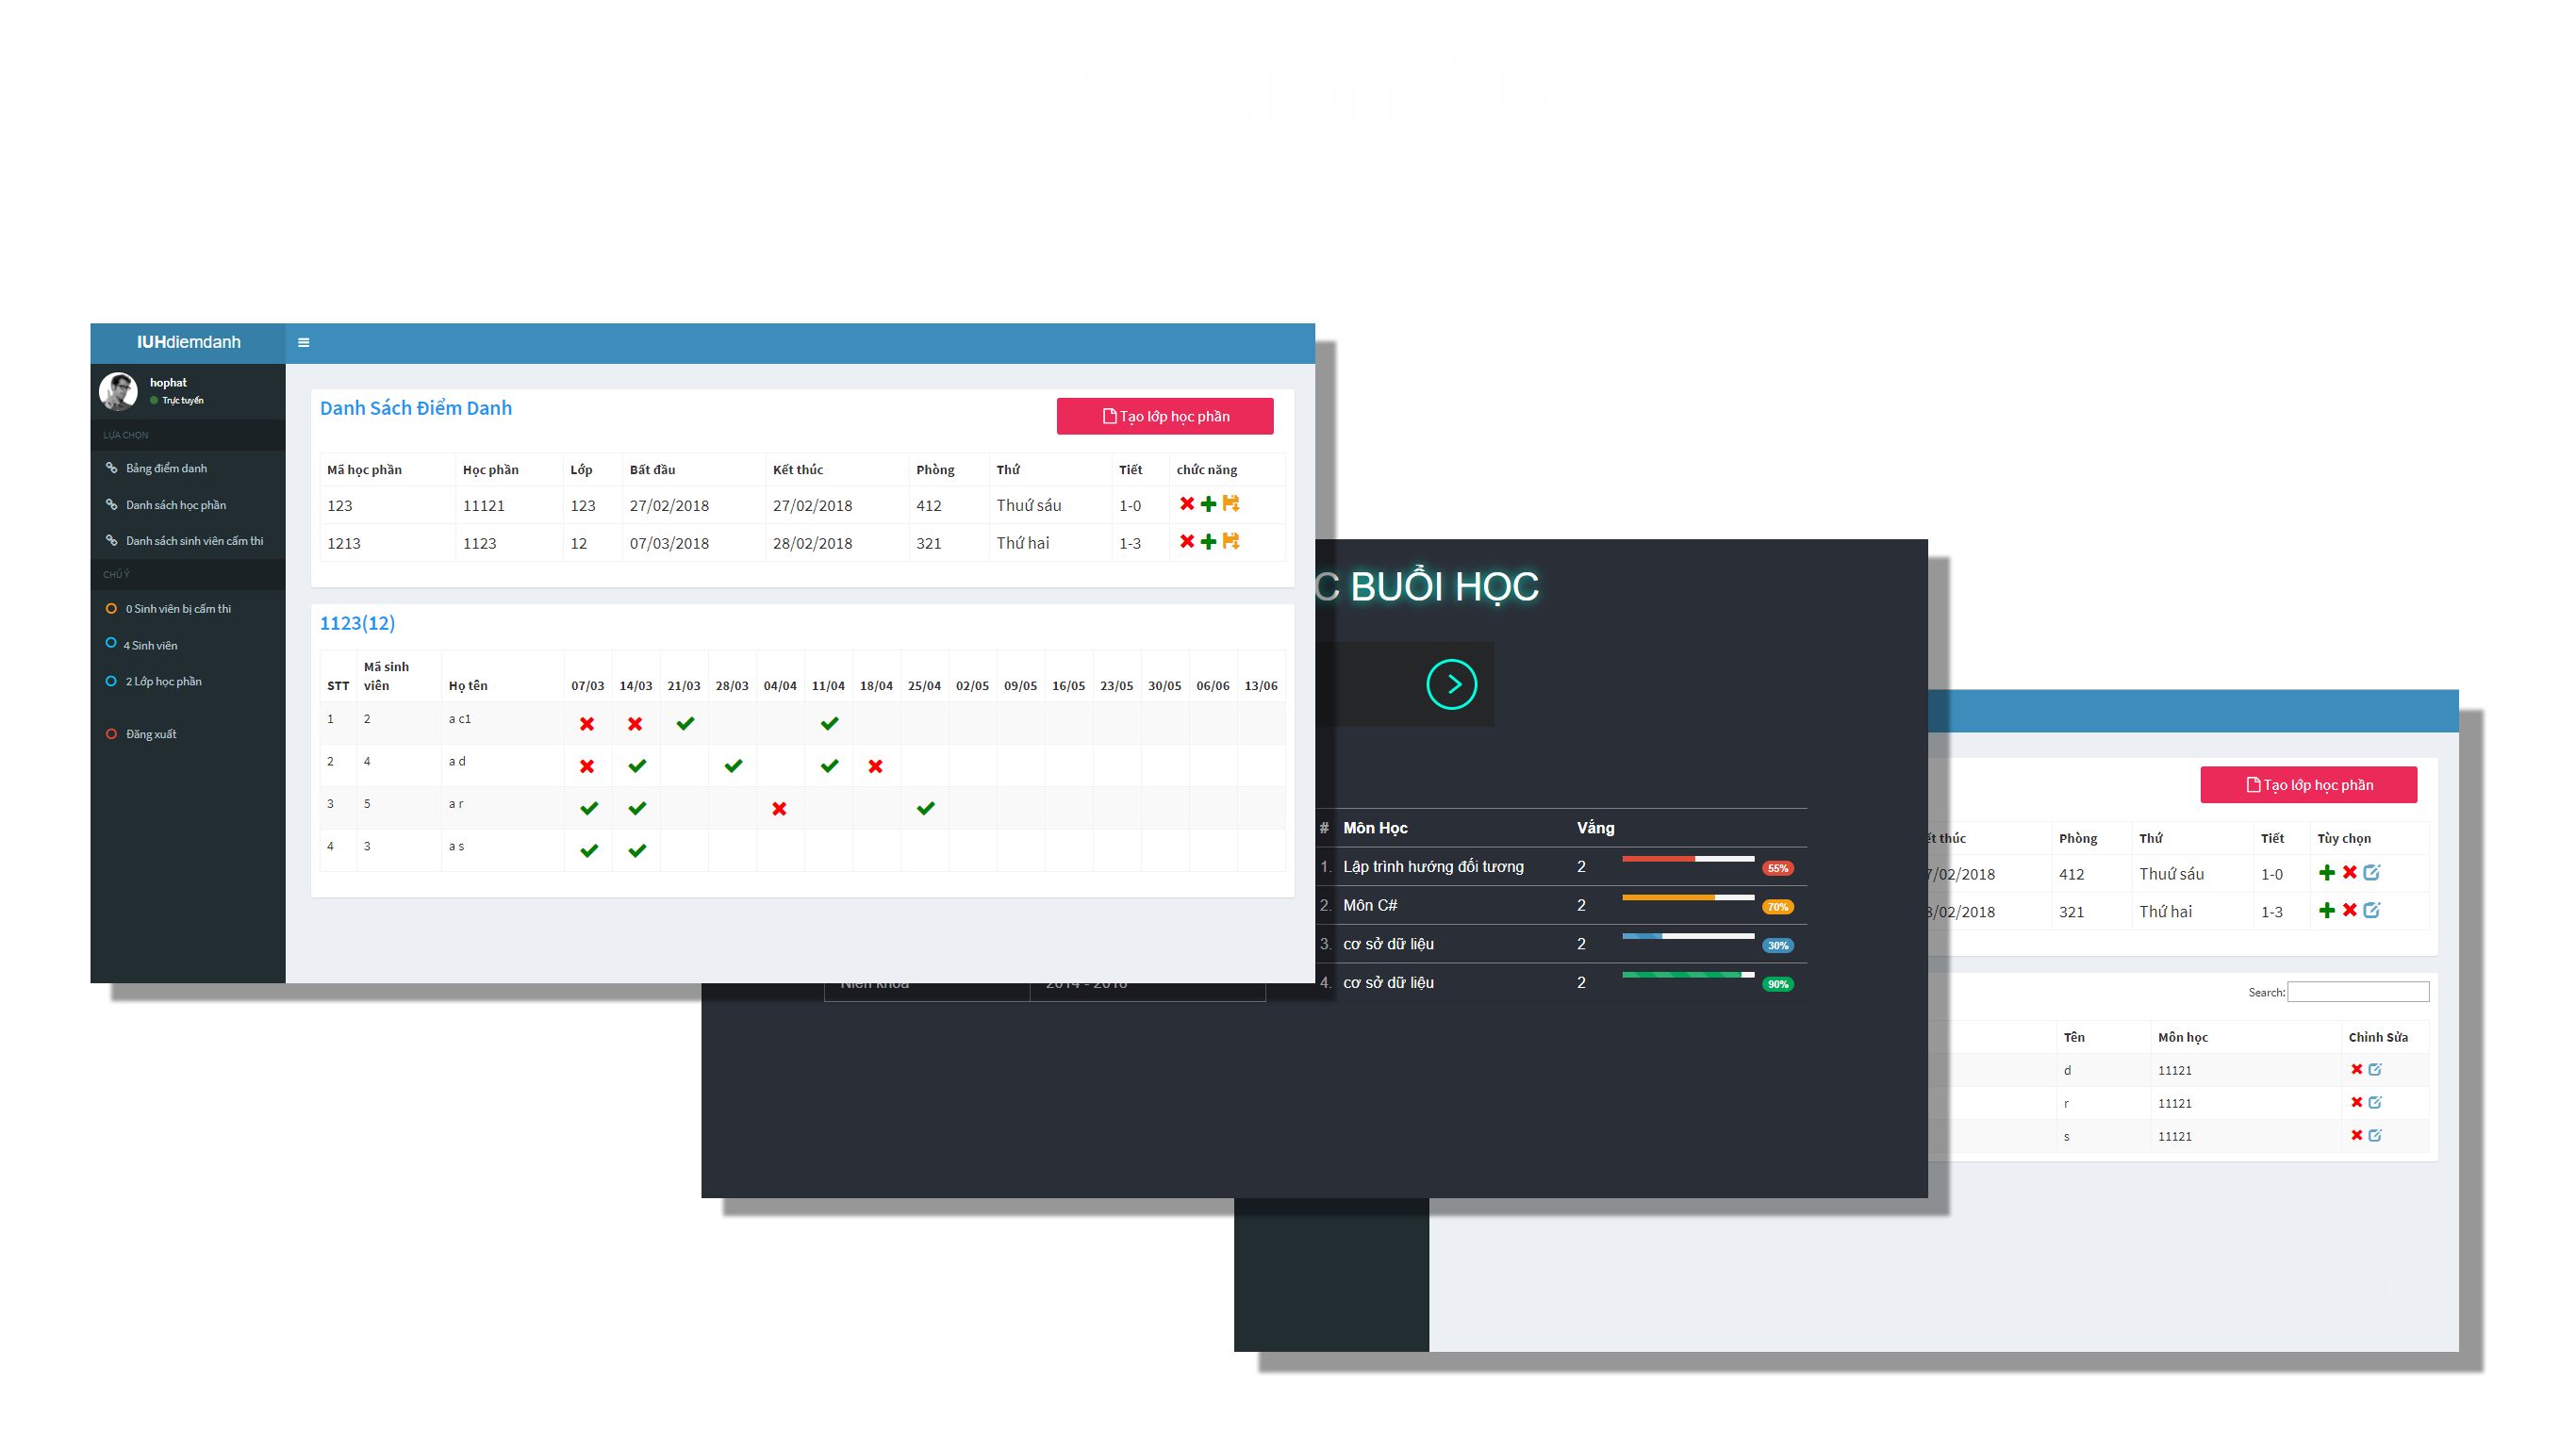 IUHdiemdanh
hophat
Trực tuyến
LỰA CHỌN
Bảng điểm danh
Danh sách học phần
Danh sách sinh viên cấm thi
CHÚ Ý
0 Sinh viên bị cấm thi
4 Sinh viên
2 Lớp học phần
Đăng xuất
Danh Sách Điểm Danh
Tạo lớp học phần
Mã học phần Học phần Lớp Bắt đầu Kết thúc Phòng Thứ Tiết chức năng
123 11121 123 27/02/2018 27/02/2018 412 Thuứ sáu 1-0
1213 1123 12 07/03/2018 28/02/2018 321 Thứ hai 1-3
1123(12)
STT Mã sinh viên Họ tên 07/03 14/03 21/03 28/03 04/04 11/04 18/04 25/04 02/05 09/05 16/05 23/05 30/05 06/06 13/06
1 2 a c1
2 4 a d
3 5 a r
4 3 a s
C BUỔI HỌC
# Môn Học Vắng
1. Lập trình hướng đối tương 2 55%
2. Môn C# 2 70%
3. cơ sở dữ liệu 2 30%
4. cơ sở dữ liệu 2 90%
Tạo lớp học phần
ết thúc Phòng Thứ Tiết Tùy chọn
7/02/2018 412 Thuứ sáu 1-0
8/02/2018 321 Thứ hai 1-3
Search:
Tên Môn học Chỉnh Sửa
d 11121
r 11121
s 11121